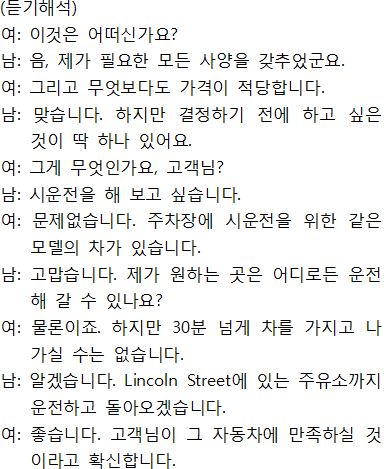 (듣기해석)
여: 이것은 어떠신가요?
남: 음, 제가 필요한 모든 사양을 갖추었군요.
여: 그리고 무엇보다도 가격이 적당합니다.
남: 맞습니다. 하지만 결정하기 전에 하고 싶은
것이 딱 하나 있어요.
여: 그게 무엇인가요, 고객님?
남: 시운전을 해 보고 싶습니다.
여: 문제없습니다. 주차장에 시운전을 위한 같은
모델의 차가 있습니다.
남: 고맙습니다. 제가 원하는 곳은 어디로든 운전
해 갈 수 있나요?
여: 물론이죠. 하지만 30분 넘게 차를 가지고 나
가실 수는 없습니다.
남: 알겠습니다. Lincoln Street에 있는 주유소까지
운전하고 돌아오겠습니다.
여: 좋습니다. 고객님이 그 자동차에 만족하실 것
이라고 확신합니다.